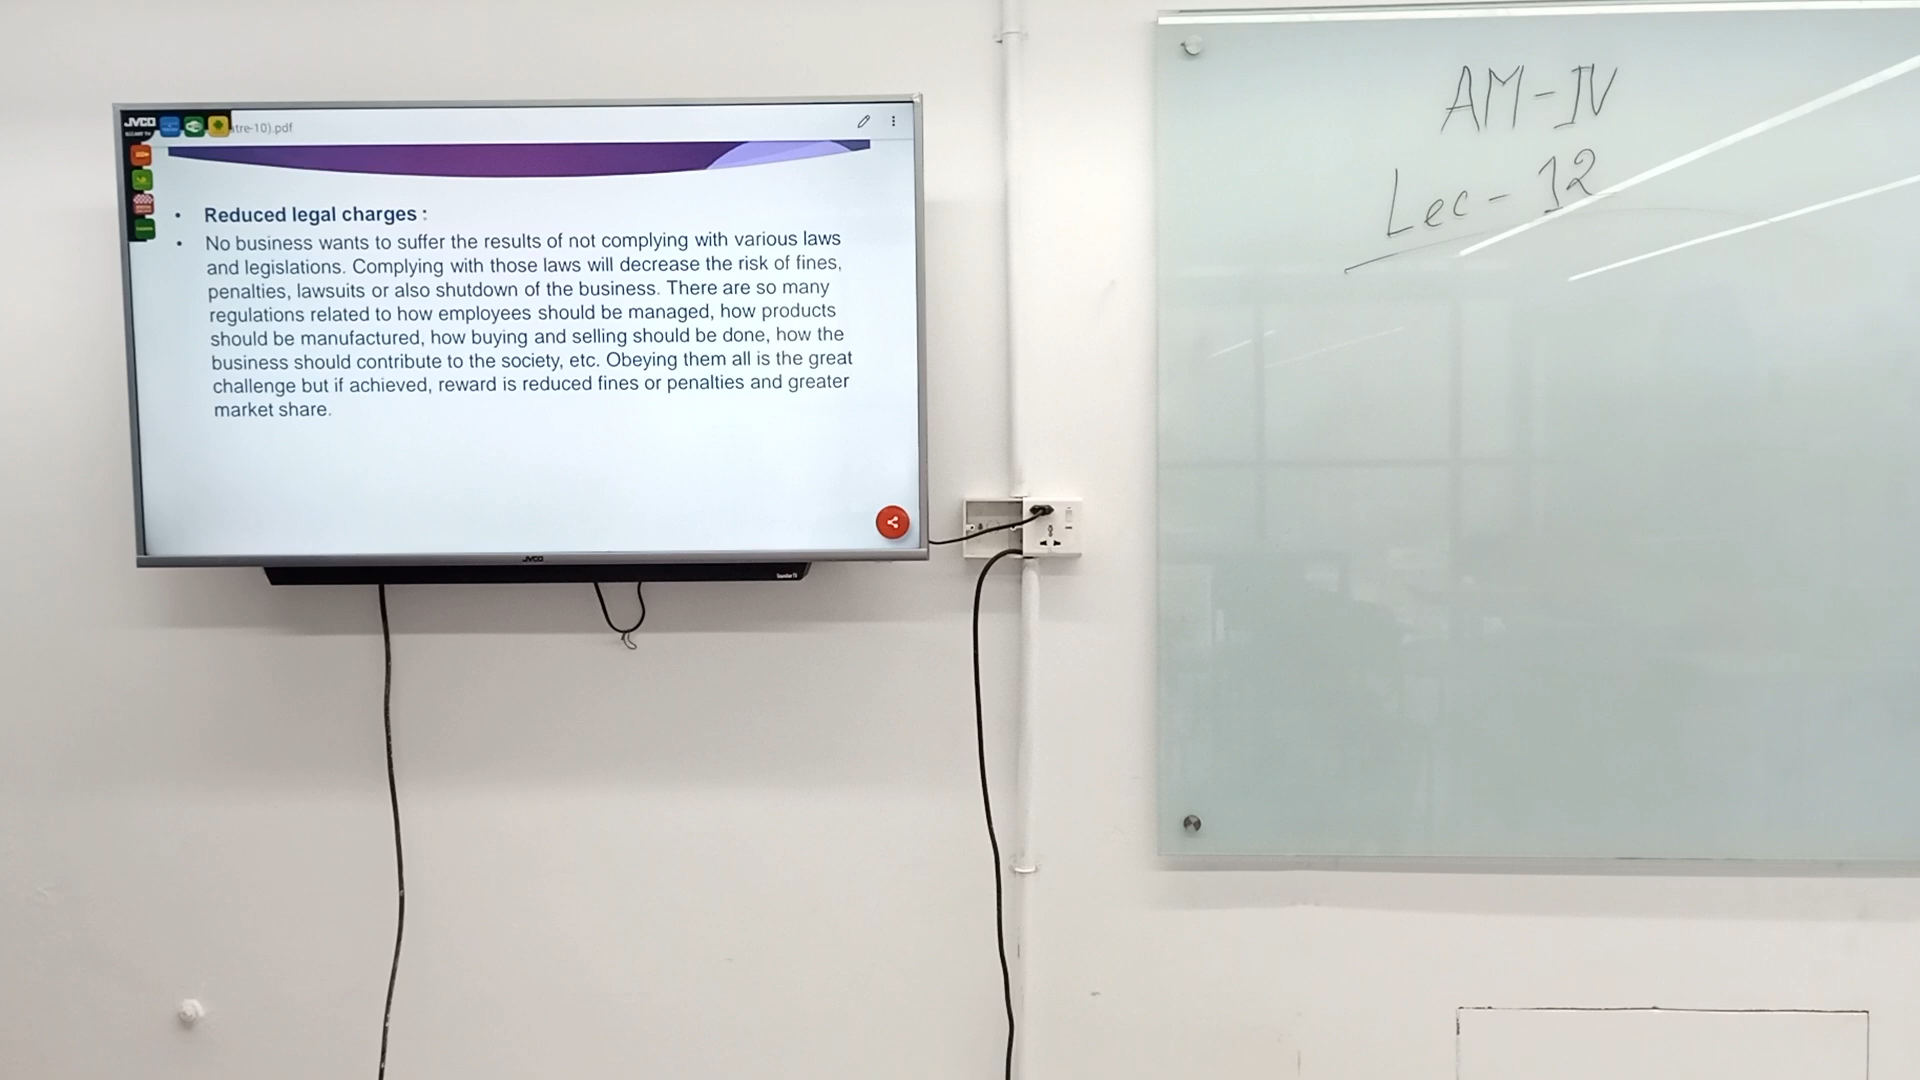 JVCO
tre-10).pdf
• Reduced legal charges :
• No business wants to suffer the results of not complying with various laws
and legislations. Complying with those laws will decrease the risk of fines,
penalties, lawsuits or also shutdown of the business. There are so many
regulations related to how employees should be managed, how products
should be manufactured, how buying and selling should be done, how the
business should contribute to the society, etc. Obeying them all is the great
challenge but if achieved, reward is reduced fines or penalties and greater
market share.
JVCO
AM-IV
Lec-12